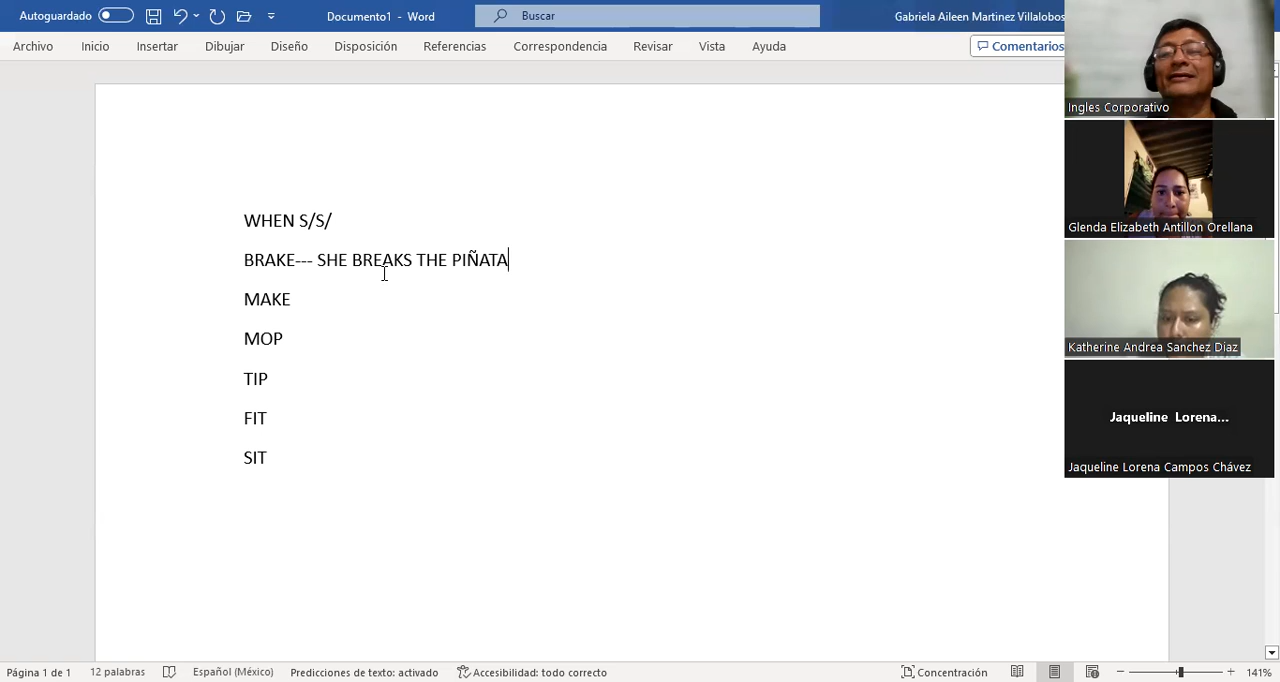 Autoguardado
Documento1 - Word
Buscar
Gabriela Aileen Martinez Villalobos
Archivo Inicio Insertar Dibujar Diseño Disposición Referencias Correspondencia Revisar Vista Ayuda
Comentarios
WHEN S/S/
BRAKE--- SHE BREAKS THE PIÑATA
MAKE
MOP
TIP
FIT
SIT
Ingles Corporativo
Glenda Elizabeth Antillon Orellana
Katherine Andrea Sanchez Diaz
Jaqueline Lorena...
Jaqueline Lorena Campos Chávez
Página 1 de 1 12 palabras Español (México) Predicciones de texto: activado Accesibilidad: todo correcto Concentración 141%